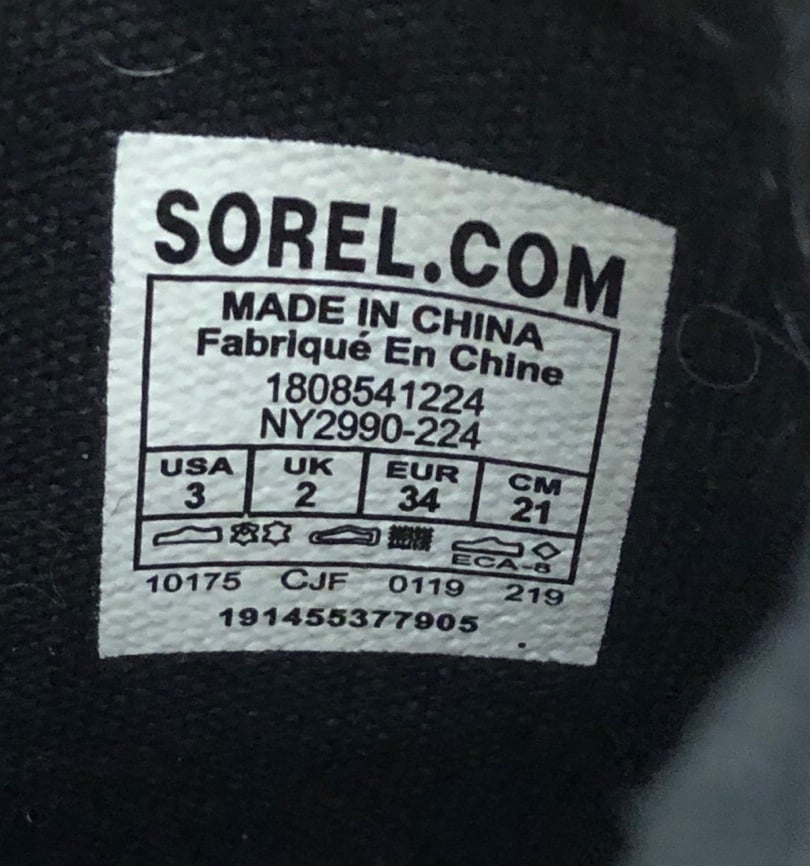 SOREL.COM
MADE IN CHINA
Fabriqué En Chine
1808541224
NY2990-224
USA UK EUR CM
3 2 34 21
ECA-8
10175 CJF 0119 219
191455377905